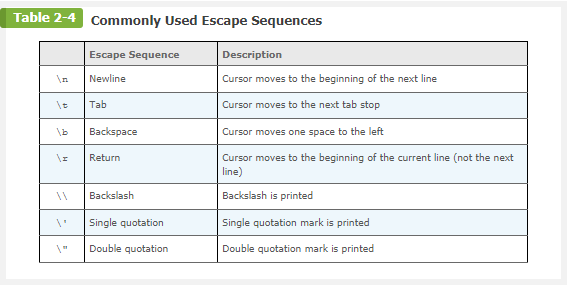 Table 2-4 Commonly Used Escape Sequences
Escape Sequence Description
\n Newline Cursor moves to the beginning of the next line
\t Tab Cursor moves to the next tab stop
\b Backspace Cursor moves one space to the left
\r Return Cursor moves to the beginning of the current line (not the next
line)
\\ Backslash Backslash is printed
\' Single quotation Single quotation mark is printed
\" Double quotation Double quotation mark is printed